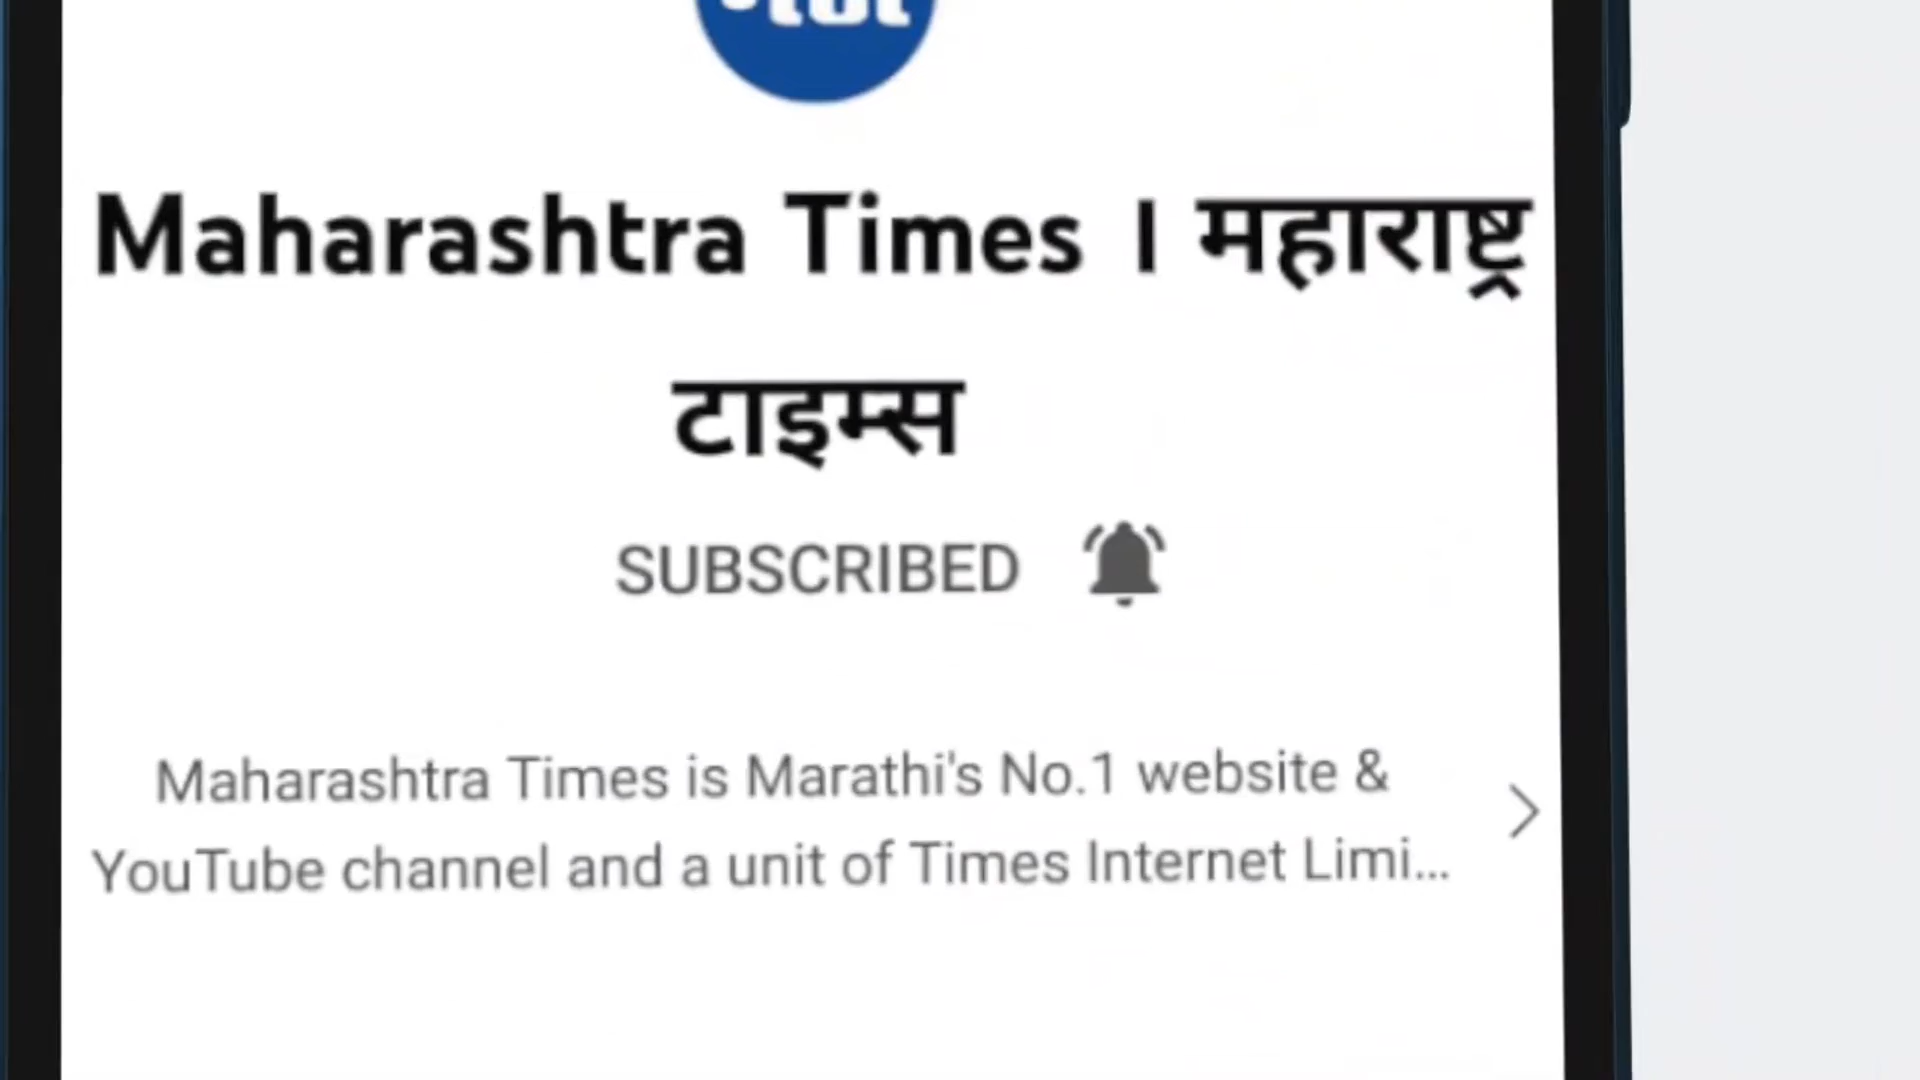 Maharashtra Times । महाराष्ट्र
टाइम्स
SUBSCRIBED
Maharashtra Times is Marathi's No.1 website &
YouTube channel and a unit of Times Internet Limi...